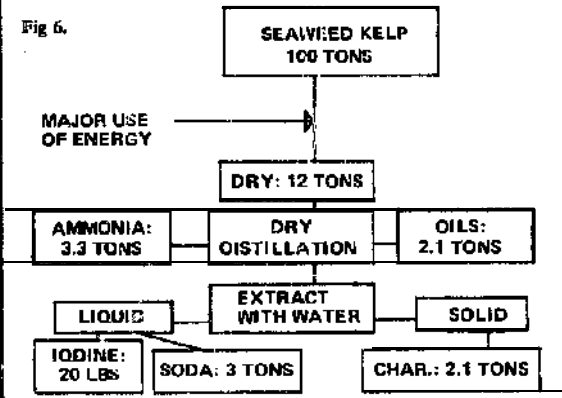 Fig 6.
SEAWEED KELP
100 TONS
MAJOR USE
OF ENERGY
DRY: 12 TONS
AMMONIA:
3.3 TONS
DRY
DISTILLATION
OILS:
2.1 TONS
EXTRACT
WITH WATER
LIQUID
SOLID
IODINE:
20 LBS
SODA: 3 TONS
CHAR.: 2.1 TONS